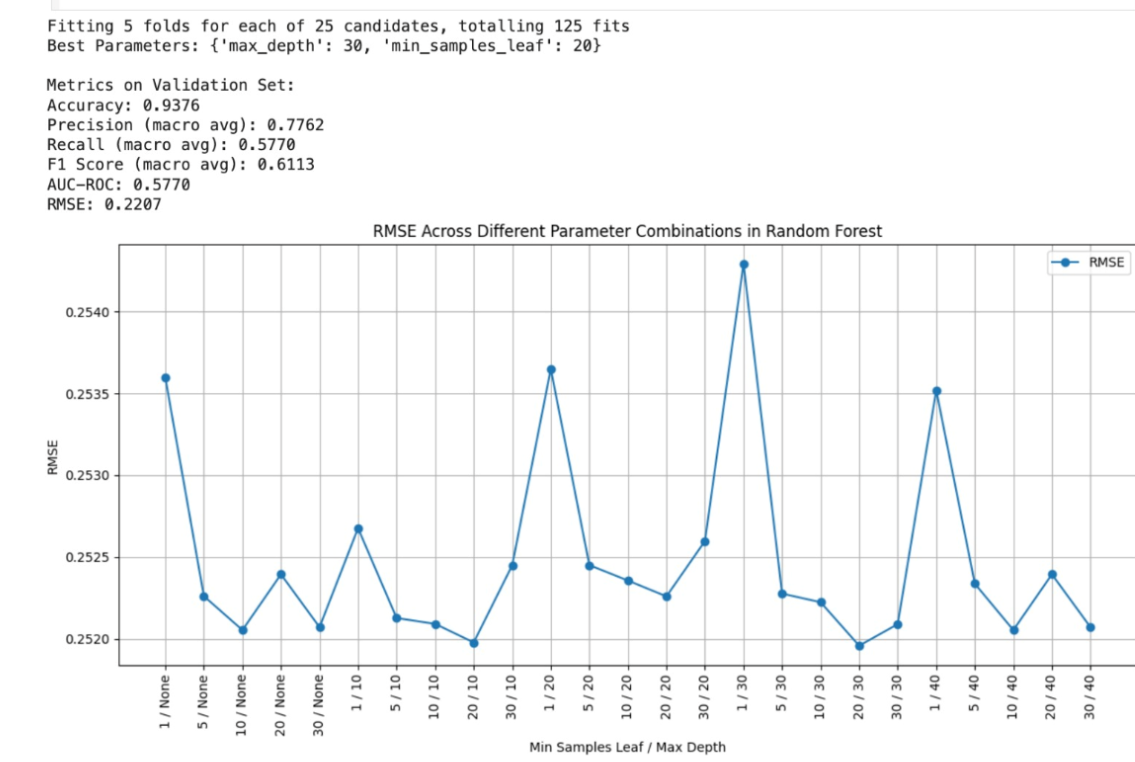 Fitting 5 folds for each of 25 candidates, totalling 125 fits
Best Parameters: {'max_depth': 30, 'min_samples_leaf': 20}
Metrics on Validation Set:
Accuracy: 0.9376
Precision (macro avg): 0.7762
Recall (macro avg): 0.5770
F1 Score (macro avg): 0.6113
AUC-ROC: 0.5770
RMSE: 0.2207
RMSE Across Different Parameter Combinations in Random Forest
RMSE
0.2540
0.2535
0.2530
0.2525
0.2520
RMSE
1 / None
5 / None
10 / None
20 / None
30 / None
1 / 10
5 / 10
10 / 10
20 / 10
30 / 10
1 / 20
5 / 20
10 / 20
20 / 20
30 / 20
1 / 30
5 / 30
10 / 30
20 / 30
30 / 30
1 / 40
5 / 40
10 / 40
20 / 40
30 / 40
Min Samples Leaf / Max Depth